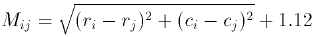 $M_{ij} = \sqrt{(r_i - r_j)^2 + (c_i - c_j)^2} + 1.12$